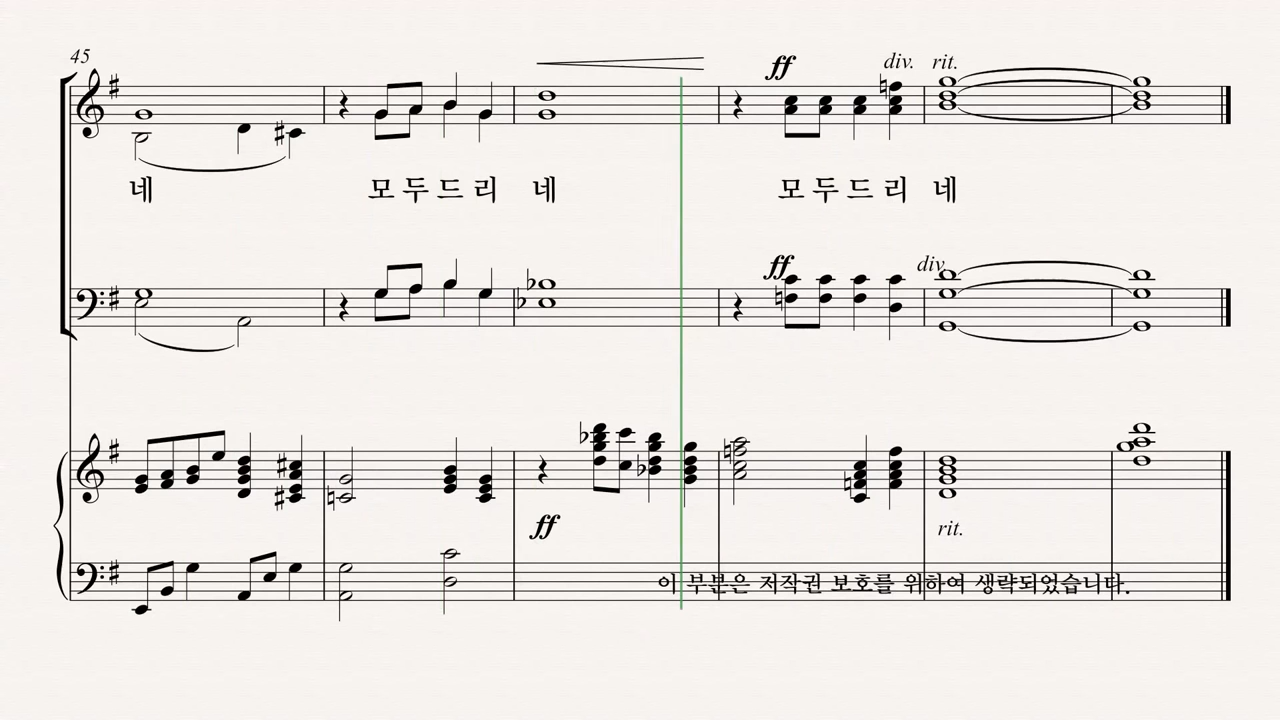 45
ff div. rit.
네 모두드리 네 모두드리 네
ff div.
ff rit.
이 부분은 저작권 보호를 위하여 생략되었습니다.